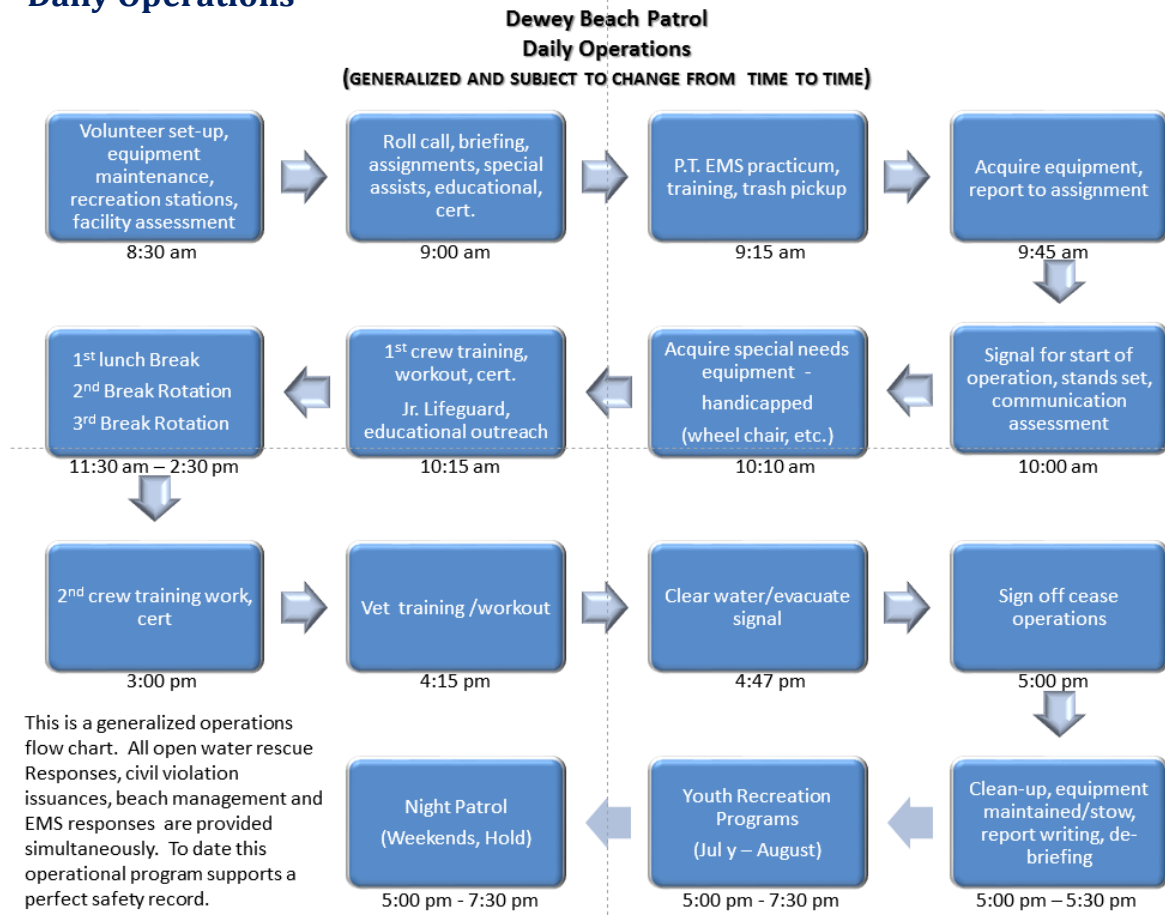 Daily Operations
Dewey Beach Patrol
Daily Operations
(GENERALIZED AND SUBJECT TO CHANGE FROM TIME TO TIME)
Volunteer set-up,
equipment
maintenance,
recreation stations,
facility assessment
8:30 am
Roll call, briefing,
assignments, special
assists, educational,
cert.
9:00 am
P.T. EMS practicum,
training, trash pickup
9:15 am
Acquire equipment,
report to assignment
9:45 am
Signal for start of
operation, stands set,
communication
assessment
10:00 am
Acquire special needs
equipment -
handicapped
(wheel chair, etc.)
10:10 am
1st crew training,
workout, cert.
Jr. Lifeguard,
educational outreach
10:15 am
1st lunch Break
2nd Break Rotation
3rd Break Rotation
11:30 am – 2:30 pm
2nd crew training work,
cert
3:00 pm
Vet training /workout
4:15 pm
Clear water/evacuate
signal
4:47 pm
Sign off cease
operations
5:00 pm
Clean-up, equipment
maintained/stow,
report writing, de-
briefing
5:00 pm – 5:30 pm
Youth Recreation
Programs
(Jul y – August)
5:00 pm - 7:30 pm
Night Patrol
(Weekends, Hold)
5:00 pm - 7:30 pm
This is a generalized operations
flow chart. All open water rescue
Responses, civil violation
issuances, beach management and
EMS responses are provided
simultaneously. To date this
operational program supports a
perfect safety record.